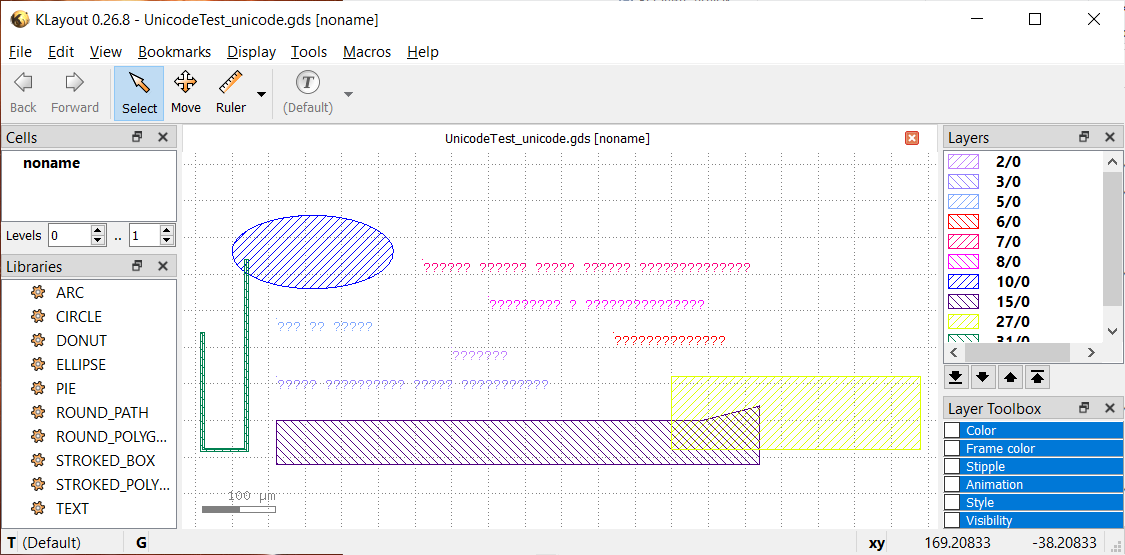 KLayout 0.26.8 - UnicodeTest_unicode.gds [noname]
File Edit View Bookmarks Display Tools Macros Help
Back Forward Select Move Ruler T (Default)
Cells
noname
Levels 0 .. 1
Libraries
ARC
CIRCLE
DONUT
ELLIPSE
PIE
ROUND_PATH
ROUND_POLYG...
STROKED_BOX
STROKED_POLY...
TEXT
UnicodeTest_unicode.gds [noname]
?????? ?????? ????? ?????? ??????????????
????????? ? ???????????????
??? ?? ?????
??????????????
???????
????? ?????????? ????? ???????????
100 µm
Layers
2/0
3/0
5/0
6/0
7/0
8/0
10/0
15/0
27/0
31/0
Layer Toolbox
Color
Frame color
Stipple
Animation
Style
Visibility
T (Default) G xy 169.20833 -38.20833